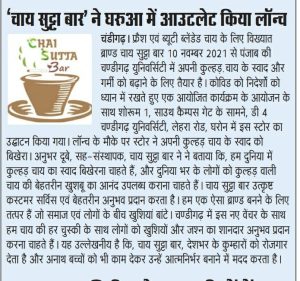 'चाय सुट्टा बार' ने घरुआ में आउटलेट किया लॉन्च
CHAI
SUTTA
Bar
चंडीगढ़। फ्रैश एवं ब्यूटी ब्लेंडेड चाय के लिए विख्यात
ब्राण्ड चाय सुट्टा बार 10 नवम्बर 2021 से पंजाब की
चण्डीगढ़ यूनिवर्सिटी में अपनी कुल्हड़ चाय के स्वाद और
गर्मी को बढ़ाने के लिए तैयार है। कोविड को निर्देशों को
ध्यान में रखते हुए एक आयोजित कार्यक्रम के आयोजन के
साथ शोरूम 1, साउथ कैम्पस गेट के सामने, डी 4
चण्डीगढ़ यूनिवर्सिटी, लेहरा रोड, घरोन में इस स्टोर का
उद्घाटन किया गया। लॉन्च के मौके पर स्टोर ने अपनी कुल्हड़ चाय के स्वाद को
बिखेरा। अनुभव दूबे, सह-संस्थापक, चाय सुट्टा बार ने ने बताया कि, हम दुनिया में
कुल्हड़ चाय का स्वाद बिखेरना चाहते हैं, और दुनिया भर के लोगों को कुल्हड़ वाली
चाय की बेहतरीन खुशबू का आनंद उपलब्ध कराना चाहते हैं। चाय सुट्टा बार उत्कृष्ट
कस्टमर सर्विस एवं बेहतरीन अनुभव प्रदान करता है। हम एक ऐसा ब्राण्ड बनने के लिए
तत्पर हैं जो समाज एवं लोगों के बीच खुशियां बांटे। चण्डीगढ़ में इस नए वेंचर के साथ
हम चाय की हर चुस्की के साथ लोगों को खुशियों और जश्न का शानदार अनुभव प्रदान
करना चाहते हैं। यह उल्लेखनीय है कि, चाय सुट्टा बार, देशभर के कुम्हारों को रोजगार
देता है और अनाथ बच्चों को भी काम देकर उन्हें आत्मनिर्भर बनाने में मदद करता है।